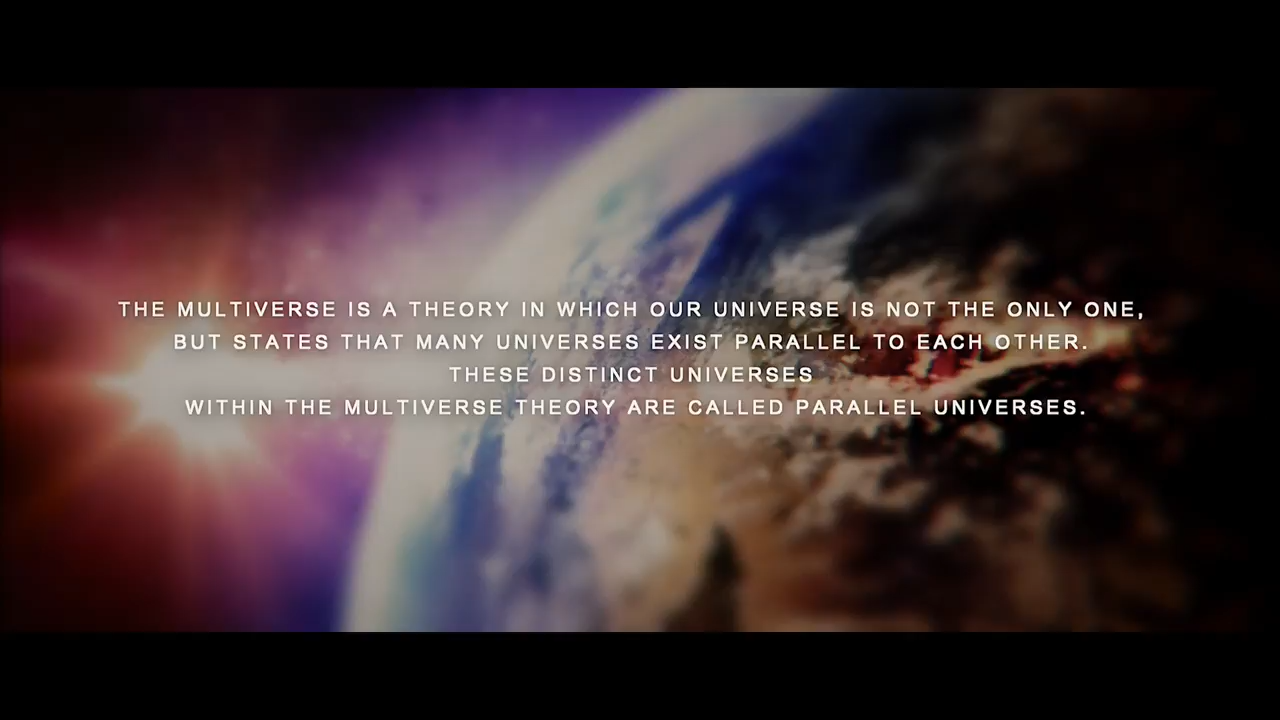 THE MULTIVERSE IS A THEORY IN WHICH OUR UNIVERSE IS NOT THE ONLY ONE,
BUT STATES THAT MANY UNIVERSES EXIST PARALLEL TO EACH OTHER.
THESE DISTINCT UNIVERSES
WITHIN THE MULTIVERSE THEORY ARE CALLED PARALLEL UNIVERSES.